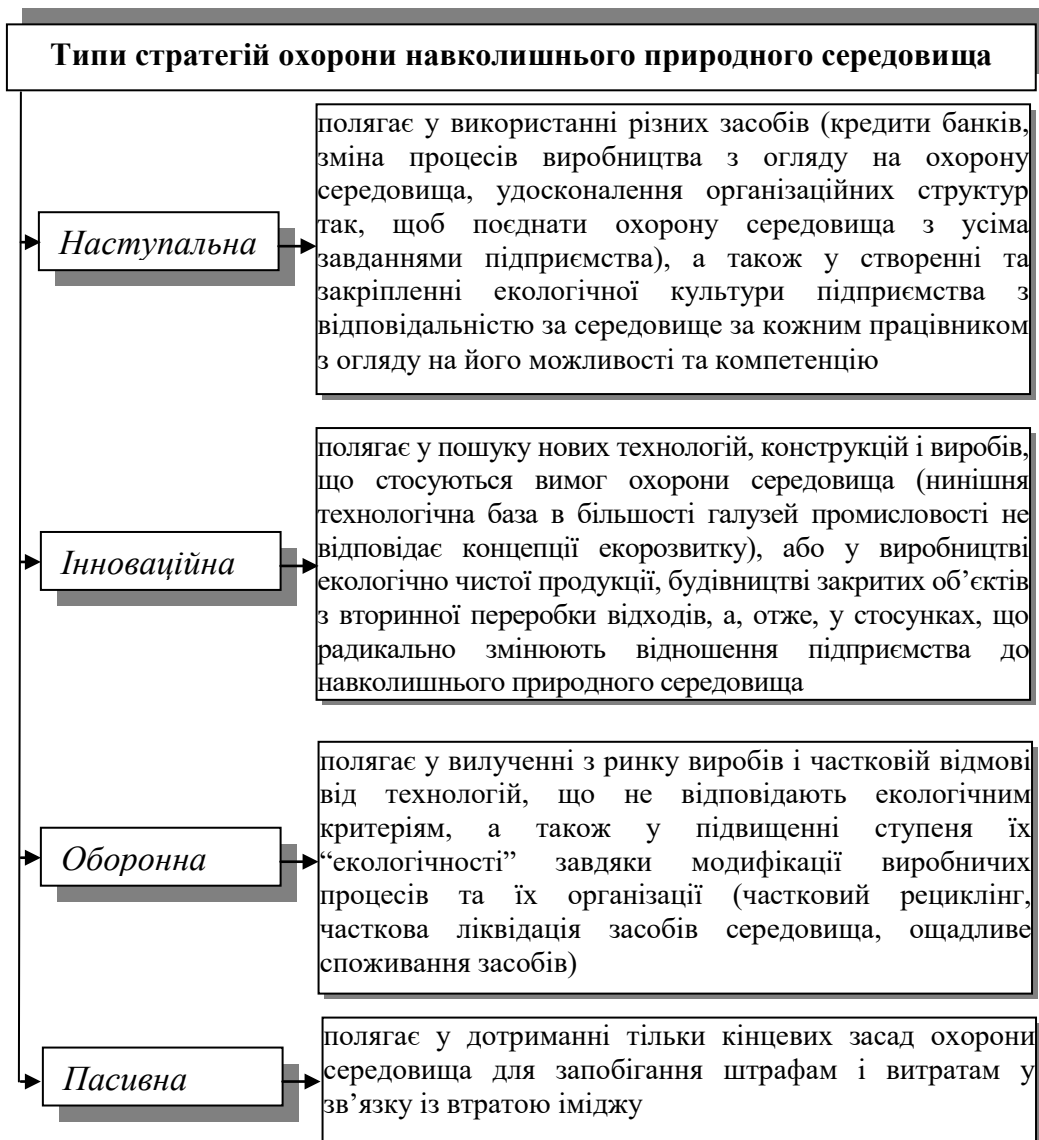 Типи стратегій охорони навколишнього природного середовища
Наступальна
полягає у використанні різних засобів (кредити банків,
зміна процесів виробництва з огляду на охорону
середовища, удосконалення організаційних структур
так, щоб поєднати охорону середовища з усіма
завданнями підприємства), а також у створенні та
закріпленні екологічної культури підприємства з
відповідальністю за середовище за кожним працівником
з огляду на його можливості та компетенцію
Інноваційна
полягає у пошуку нових технологій, конструкцій і виробів,
що стосуються вимог охорони середовища (нинішня
технологічна база в більшості галузей промисловості не
відповідає концепції екорозвитку), або у виробництві
екологічно чистої продукції, будівництві закритих об’єктів
з вторинної переробки відходів, а, отже, у стосунках, що
радикально змінюють відношення підприємства до
навколишнього природного середовища
Оборонна
полягає у вилученні з ринку виробів і частковій відмові
від технологій, що не відповідають екологічним
критеріям, а також у підвищенні ступеня їх
“екологічності” завдяки модифікації виробничих
процесів та їх організації (частковий рециклінг,
часткова ліквідація засобів середовища, ощадливе
споживання засобів)
Пасивна
полягає у дотриманні тільки кінцевих засад охорони
середовища для запобігання штрафам і витратам у
зв’язку із втратою іміджу